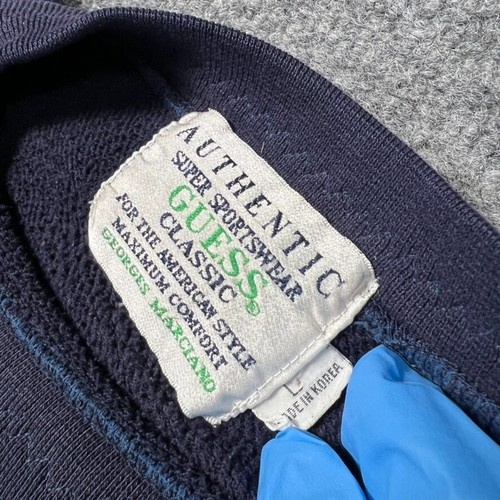 AUTHENTIC
SUPER SPORTSWEAR
GUESS®
CLASSIC
FOR THE AMERICAN STYLE
MAXIMUM COMFORT
GEORGES MARCIANO
L
MADE IN KOREA